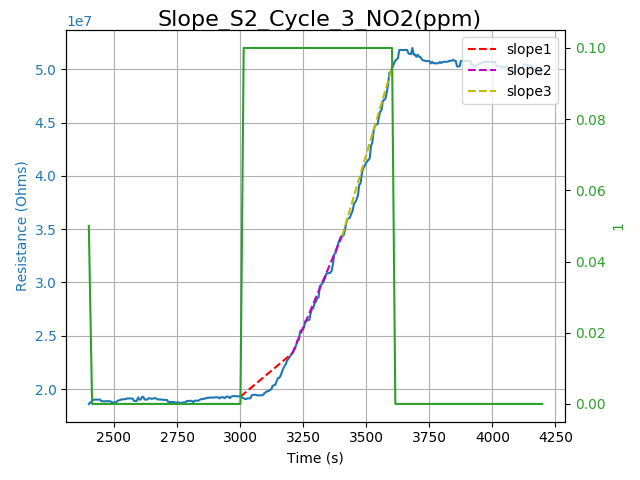 Slope_S2_Cycle_3_NO2(ppm)
1e7
slope1
slope2
slope3
5.0
4.5
4.0
3.5
3.0
2.5
2.0
Resistance (Ohms)
0.10
0.08
0.06
0.04
0.02
0.00
1
2500 2750 3000 3250 3500 3750 4000 4250
Time (s)